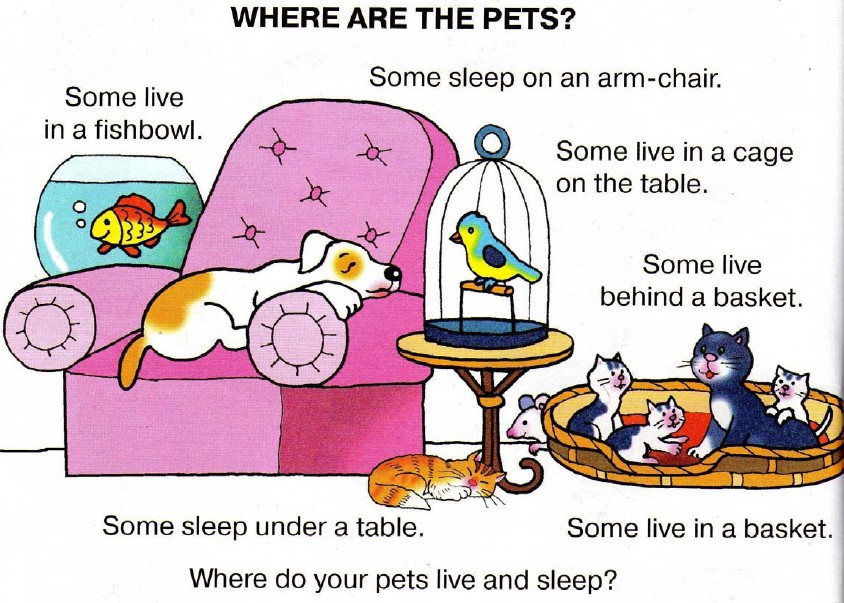 WHERE ARE THE PETS?
Some sleep on an arm-chair.
Some live
in a fishbowl.
Some live in a cage
on the table.
Some live
behind a basket.
Some sleep under a table.
Some live in a basket.
Where do your pets live and sleep?